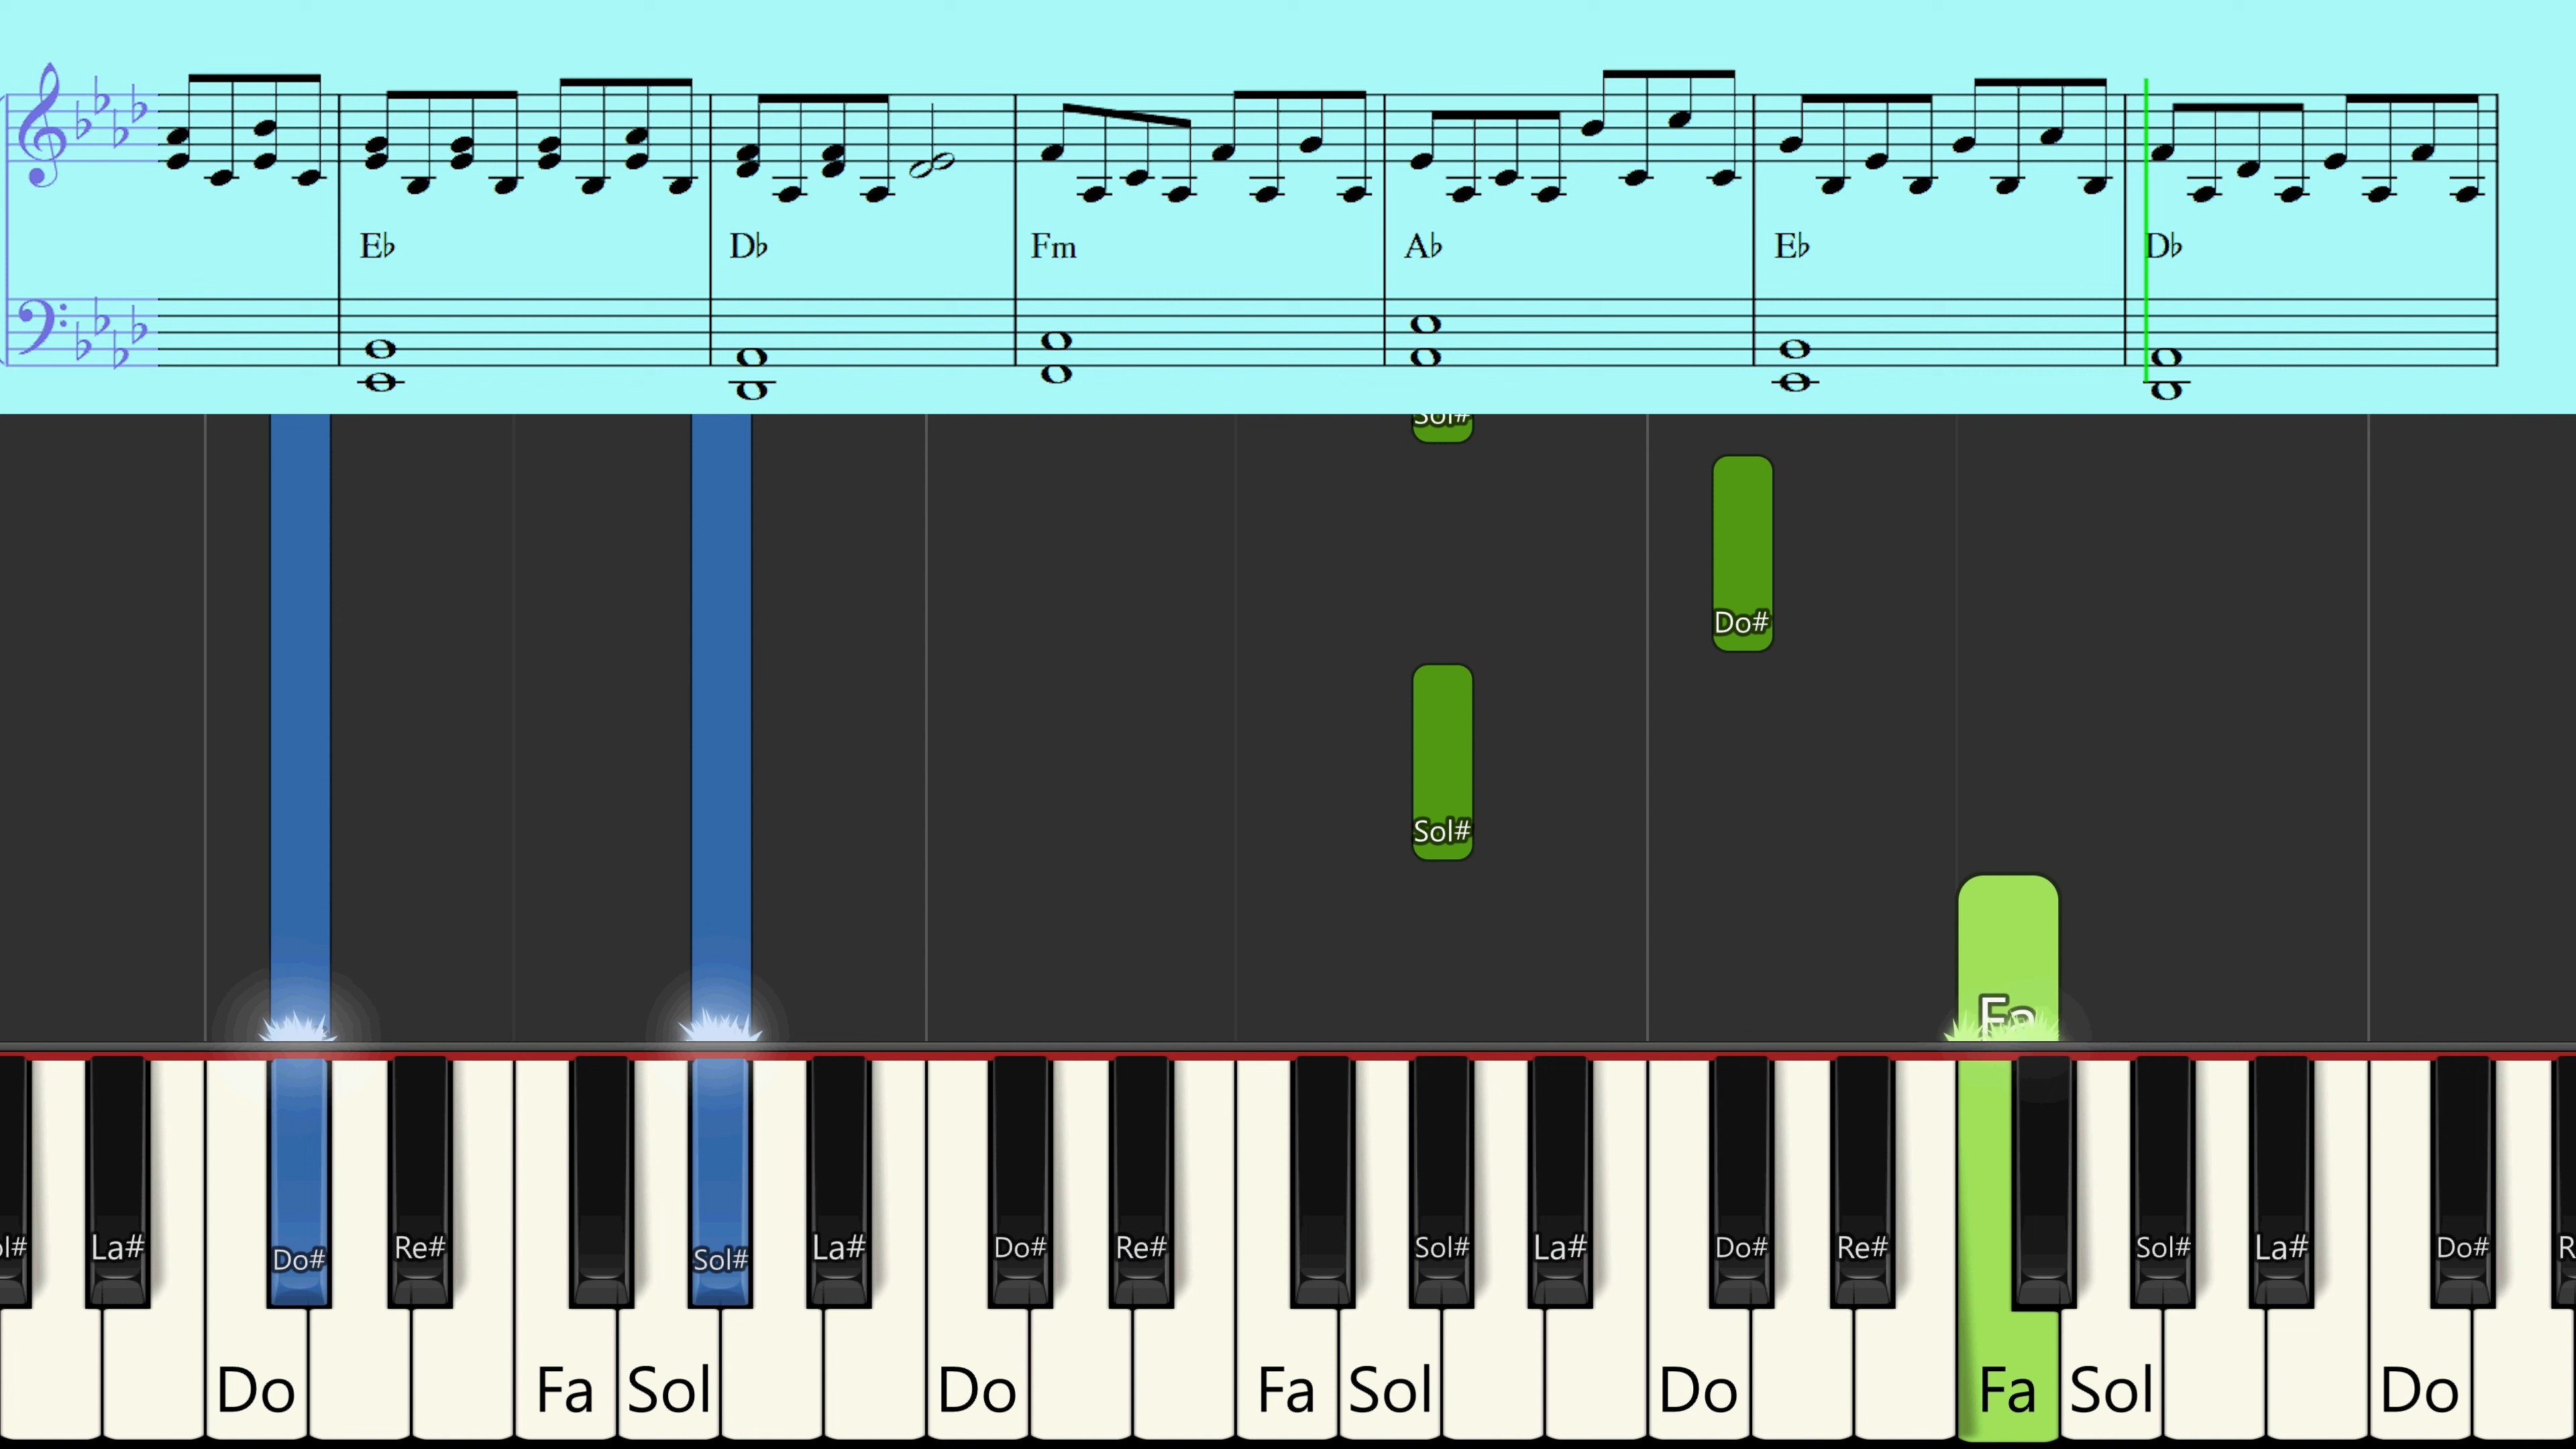 E♭ D♭ Fm A♭ E♭ D♭
Sol#
Do#
Sol#
Fa
La# Do# Re# Sol# La# Do# Re# Sol# La# Do# Re# Sol# La# Do#
Do Fa Sol Do Fa Sol Do Fa Sol Do